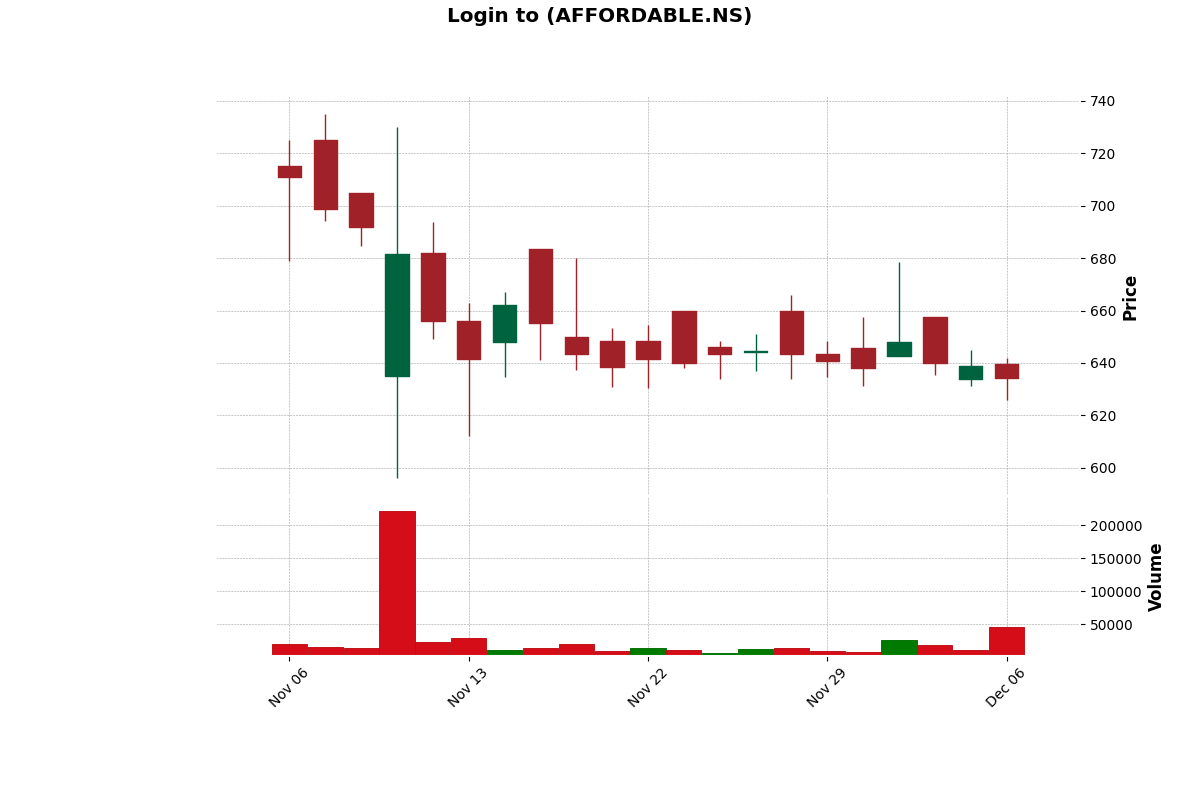 Login to (AFFORDABLE.NS)
740
720
700
680
660
640
620
600
Price
200000
150000
100000
50000
Volume
Nov 06
Nov 13
Nov 22
Nov 29
Dec 06